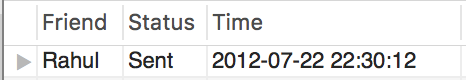 Friend Status Time
Rahul Sent 2012-07-22 22:30:12